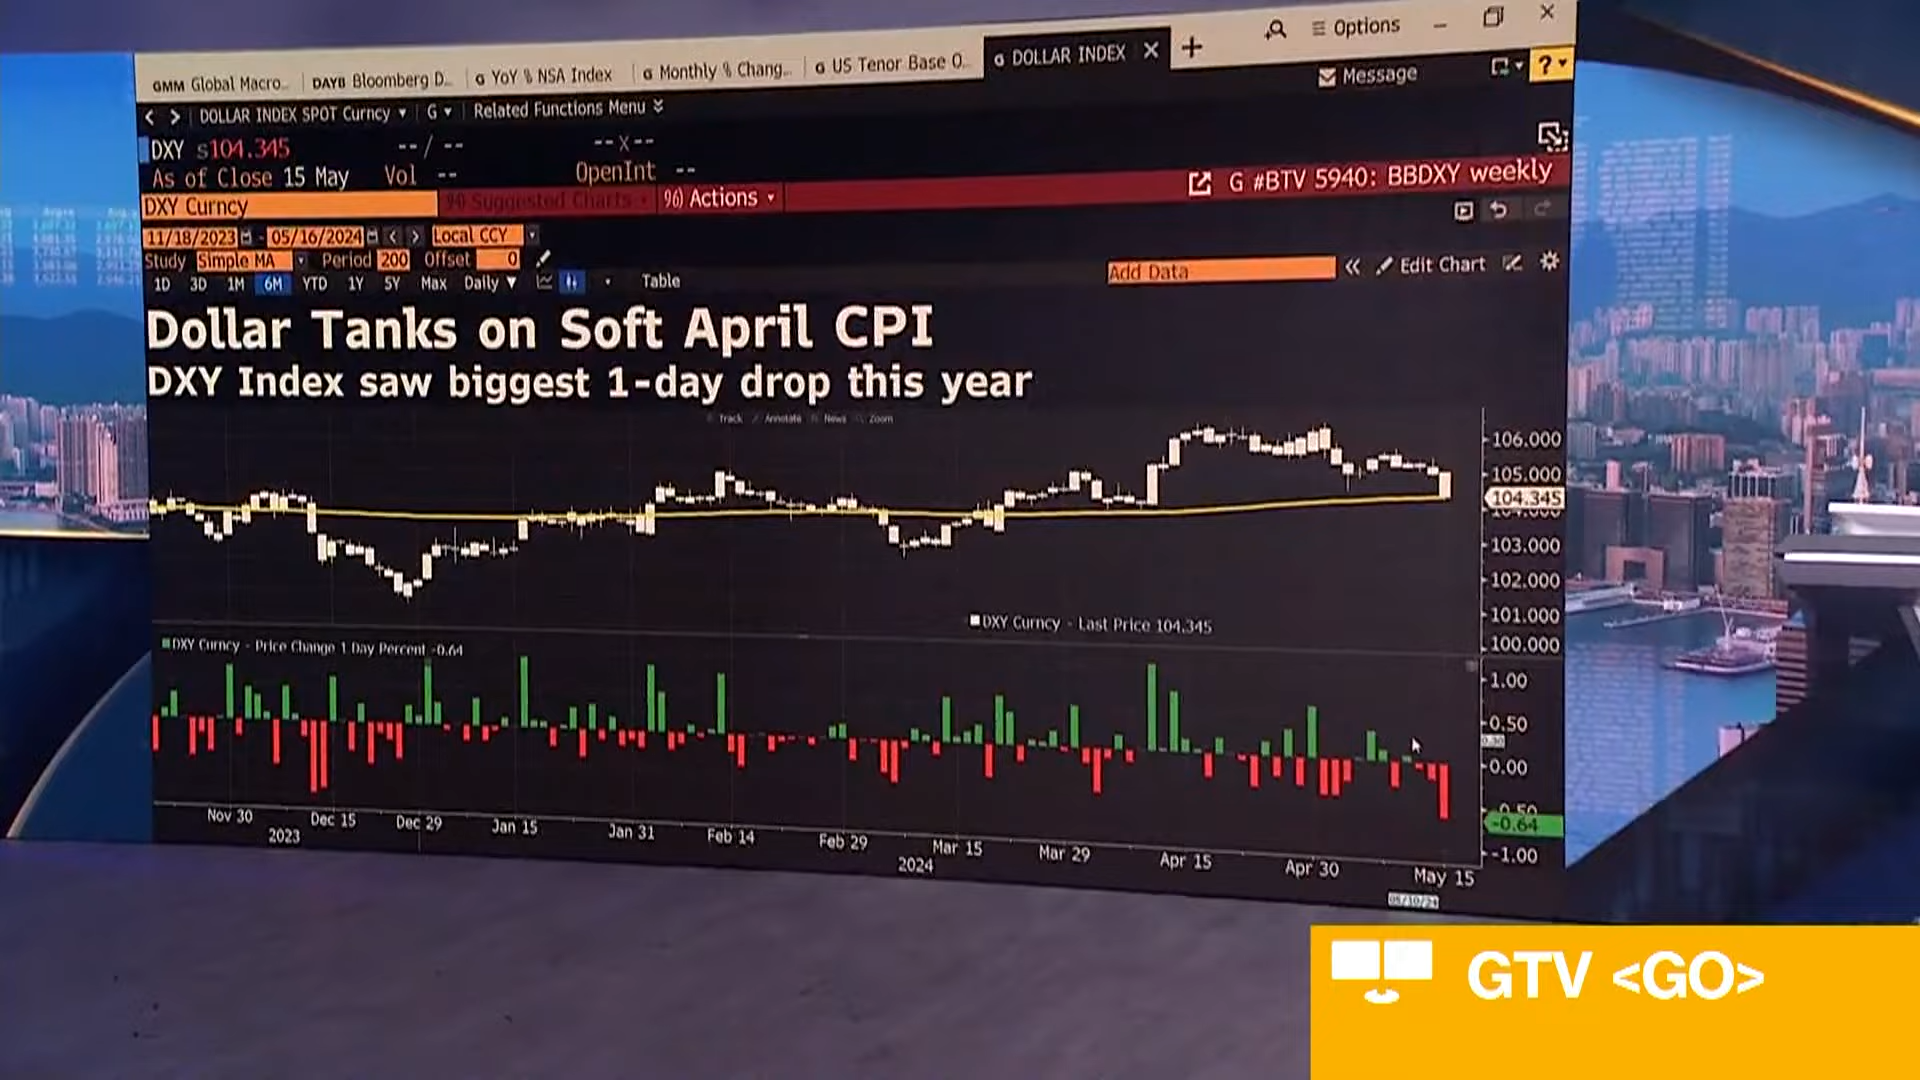 GMM Global Macro..
DAYB Bloomberg D..
G YoY % NSA Index
G Monthly % Chang..
G US Tenor Base O..
G DOLLAR INDEX X +
Options
Message
?
< > DOLLAR INDEX SPOT Curncy G Related Functions Menu
DXY s104.345 --/-- --X--
As of Close 15 May Vol -- OpenInt --
G #BTV 5940: BBDXY weekly
DXY Curncy
Suggested Charts
96) Actions
11/18/2023 - 05/16/2024 < > Local CCY
Study Simple MA Period 200 Offset 0
Add Data « Edit Chart
1D 3D 1M 6M YTD 1Y 5Y Max Daily ▼ Table
Dollar Tanks on Soft April CPI
DXY Index saw biggest 1-day drop this year
Track Annotate News Zoom
106.000
105.000
104.345
103.000
102.000
101.000
100.000
DXY Curncy - Last Price 104.345
DXY Curncy - Price Change 1 Day Percent -0.64
1.00
0.50
0.00
-0.64
-1.00
Nov 30 Dec 15 Dec 29 Jan 15 Jan 31 Feb 14 Feb 29 Mar 15 Mar 29 Apr 15 Apr 30 May 15
2023 2024
GTV <GO>